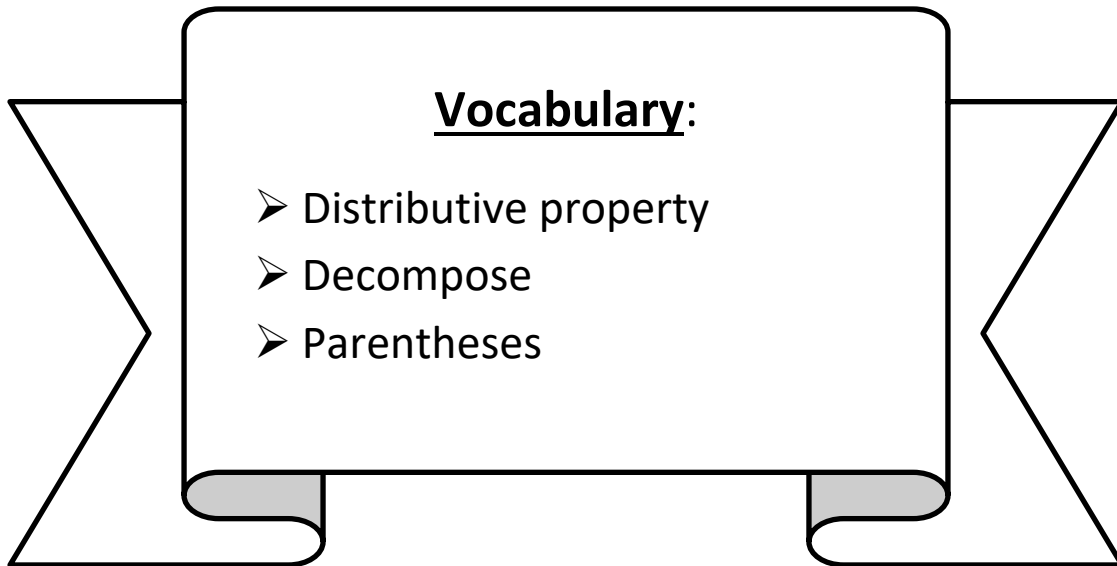 Vocabulary:
➢ Distributive property
➢ Decompose
➢ Parentheses